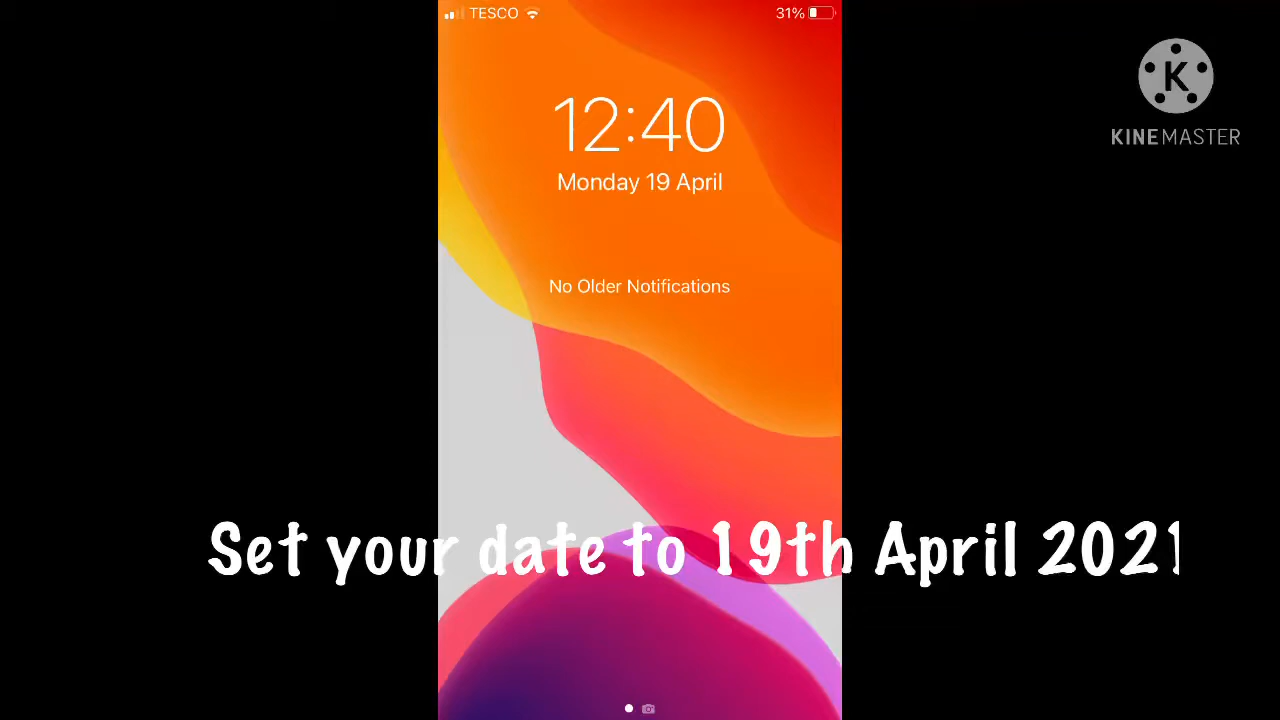 TESCO 31%
K
KINEMASTER
12:40
Monday 19 April
No Older Notifications
Set your date to 19th April 2021